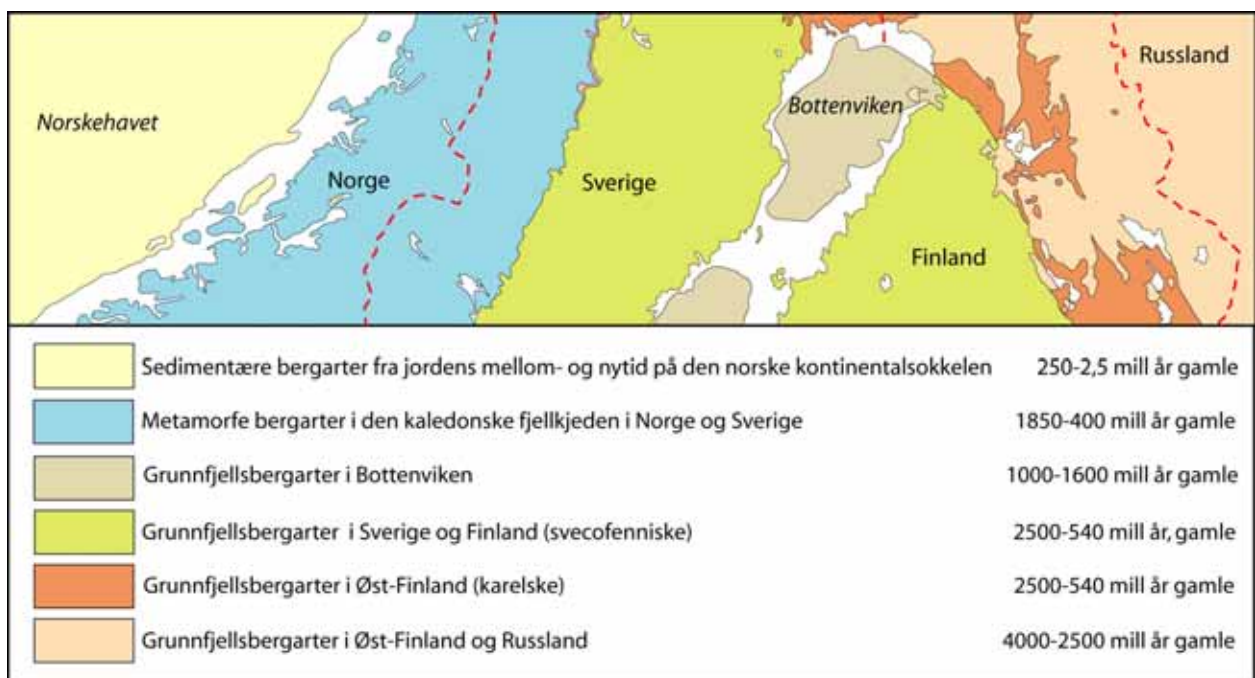 Russland
Norskehavet
Bottenviken
Norge
Sverige
Finland
Sedimentære bergarter fra jordens mellom- og nytid på den norske kontinentalsokkelen 250-2,5 mill år gamle
Metamorfe bergarter i den kaledonske fjellkjeden i Norge og Sverige 1850-400 mill år gamle
Grunnfjellsbergarter i Bottenviken 1000-1600 mill år gamle
Grunnfjellsbergarter i Sverige og Finland (svecofenniske) 2500-540 mill år, gamle
Grunnfjellsbergarter i Øst-Finland (karelske) 2500-540 mill år gamle
Grunnfjellsbergarter i Øst-Finland og Russland 4000-2500 mill år gamle